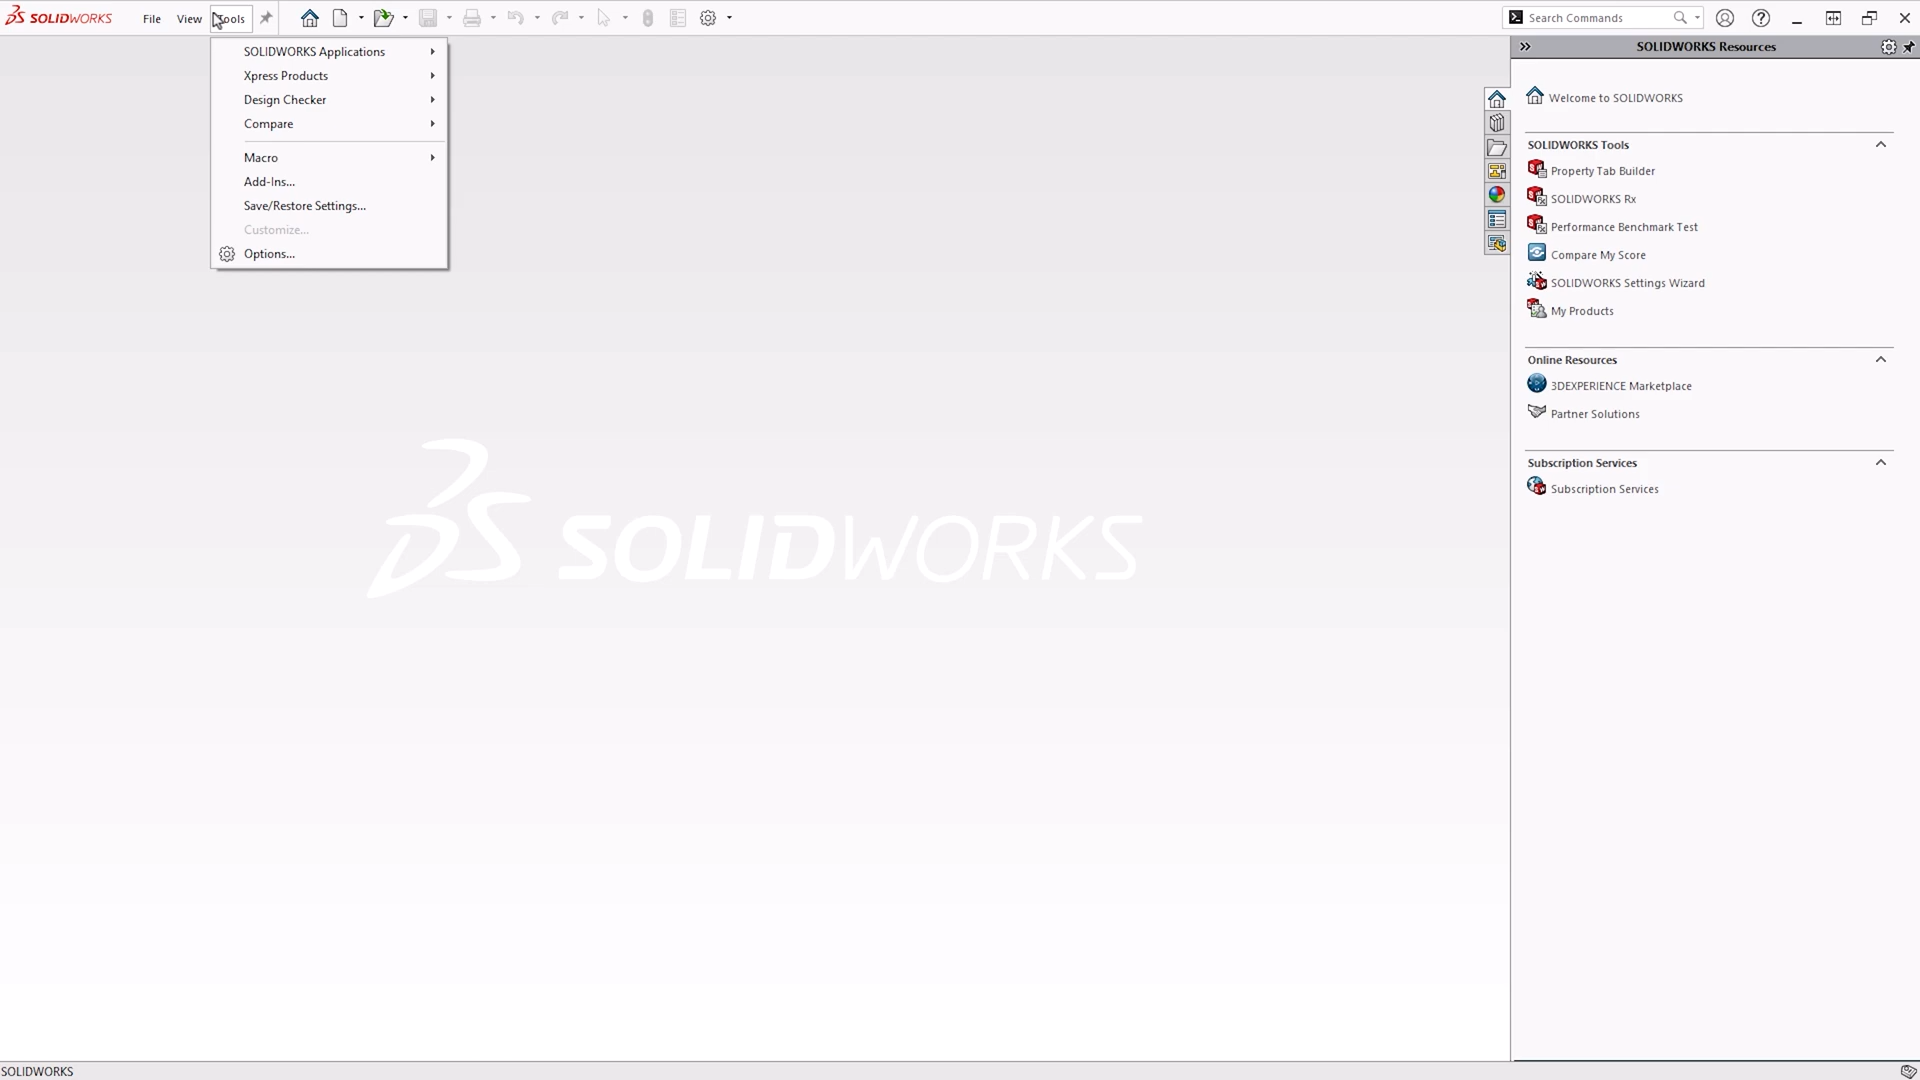 SOLIDWORKS File View Tools Search Commands
SOLIDWORKS Applications
Xpress Products
Design Checker
Compare
Macro
Add-Ins...
Save/Restore Settings...
Customize...
Options...
SOLIDWORKS Resources
Welcome to SOLIDWORKS
SOLIDWORKS Tools
Property Tab Builder
SOLIDWORKS Rx
Performance Benchmark Test
Compare My Score
SOLIDWORKS Settings Wizard
My Products
Online Resources
3DEXPERIENCE Marketplace
Partner Solutions
Subscription Services
Subscription Services
SOLIDWORKS
SOLIDWORKS